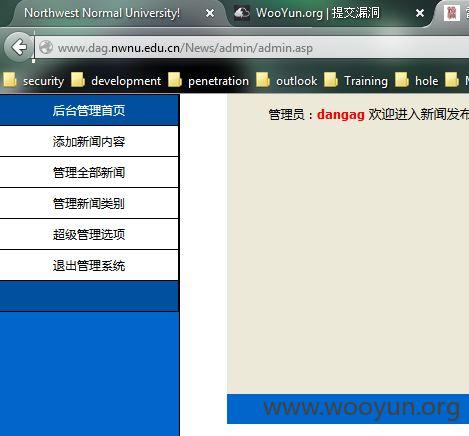 Northwest Normal University!
WooYun.org | 提交漏洞
www.dag.nwnu.edu.cn/News/admin/admin.asp
security development penetration outlook Training hole M
后台管理首页
管理员：dangag 欢迎进入新闻发布
添加新闻内容
管理全部新闻
管理新闻类别
超级管理选项
退出管理系统
www.wooyun.org